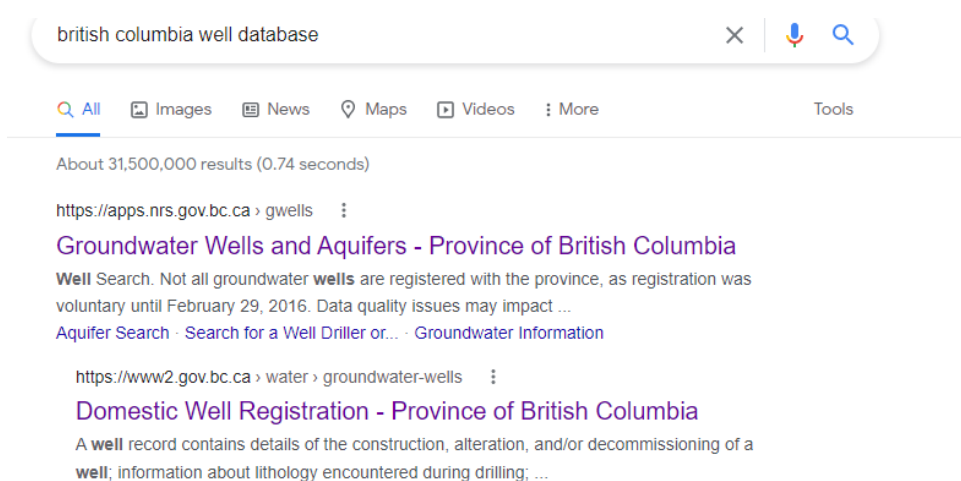 british columbia well database
All Images News Maps Videos More Tools
About 31,500,000 results (0.74 seconds)
https://apps.nrs.gov.bc.ca › gwells
Groundwater Wells and Aquifers - Province of British Columbia
Well Search. Not all groundwater wells are registered with the province, as registration was
voluntary until February 29, 2016. Data quality issues may impact ...
Aquifer Search · Search for a Well Driller or... · Groundwater Information
https://www2.gov.bc.ca › water › groundwater-wells
Domestic Well Registration - Province of British Columbia
A well record contains details of the construction, alteration, and/or decommissioning of a
well; information about lithology encountered during drilling; ...